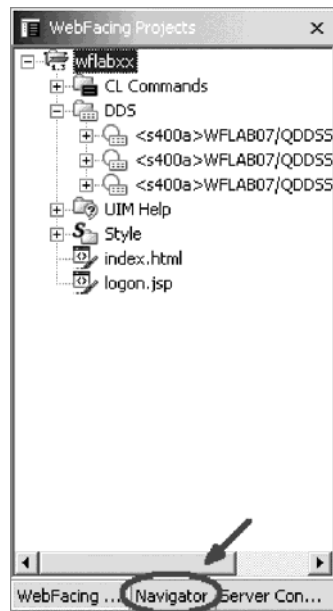 WebFacing Projects
wflabxx
CL Commands
DDS
<s400a>WFLAB07/QDDSS
<s400a>WFLAB07/QDDSS
<s400a>WFLAB07/QDDSS
UIM Help
Style
index.html
logon.jsp
WebFacing ... Navigator Server Con...